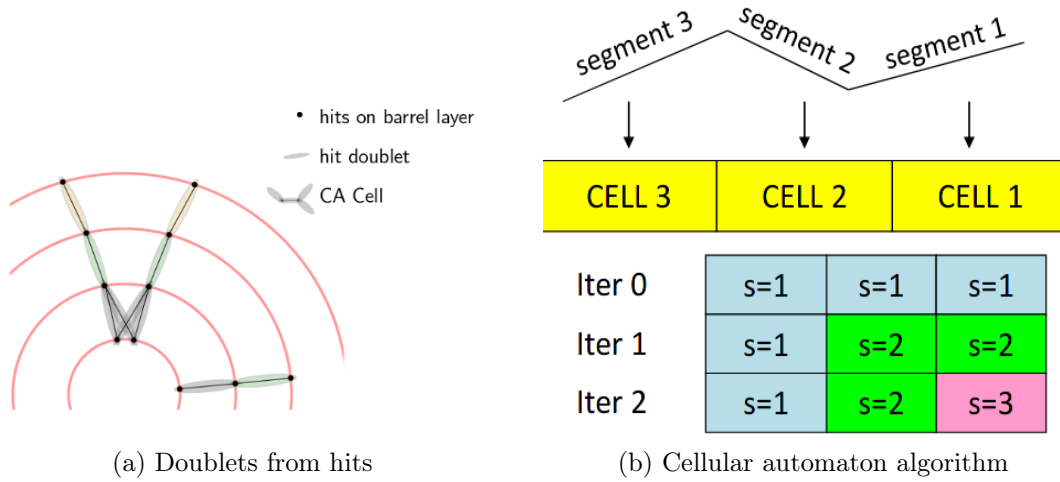 hits on barrel layer
hit doublet
CA Cell
(a) Doublets from hits
segment 3
segment 2
segment 1
CELL 3 CELL 2 CELL 1
Iter 0 s=1 s=1 s=1
Iter 1 s=1 s=2 s=2
Iter 2 s=1 s=2 s=3
(b) Cellular automaton algorithm